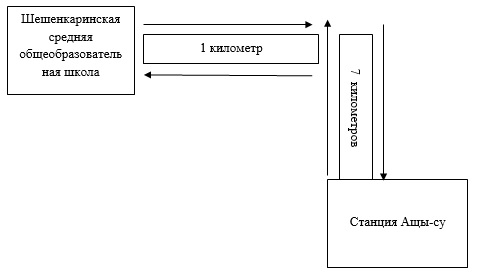 Шешенкаринская
средняя
общеобразователь
ная школа
1 километр
7 километров
Станция Ащы-су